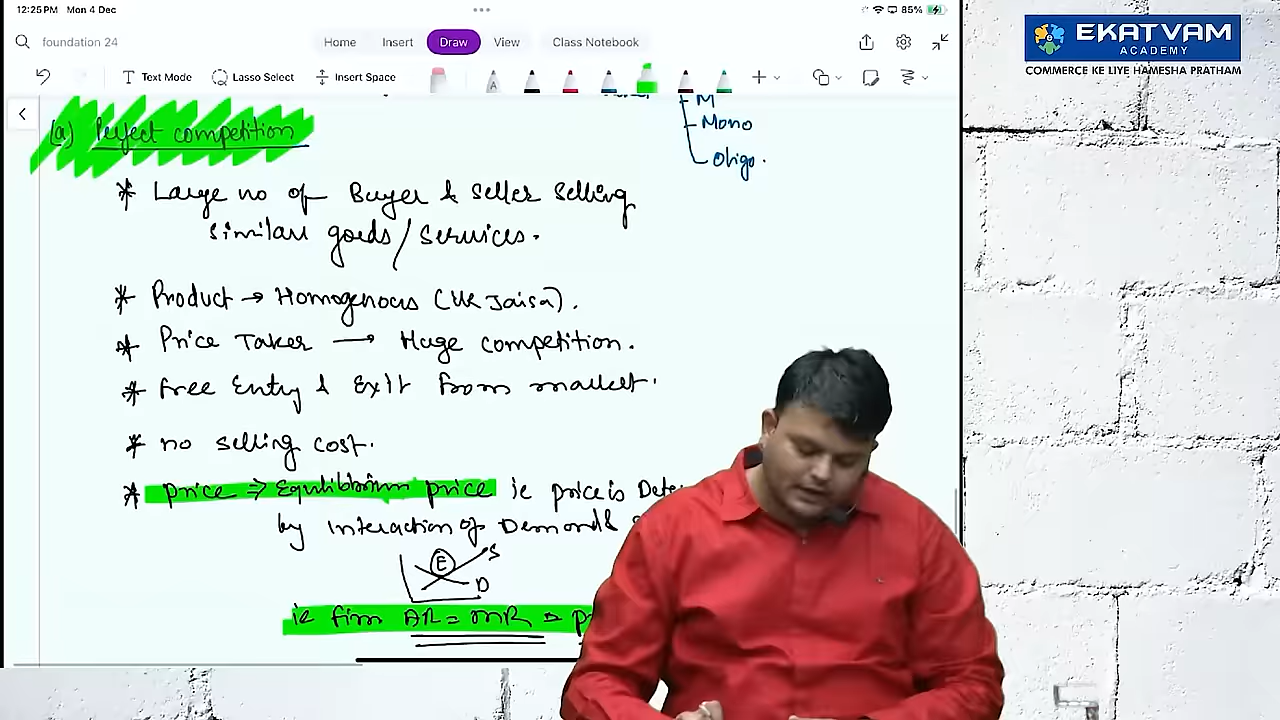 12:25 PM Mon 4 Dec
85%
foundation 24
Home Insert Draw View Class Notebook
Text Mode Lasso Select Insert Space
EKATVAM
ACADEMY
COMMERCE KE LIYE HAMESHA PRATHAM
M
Mono
Oligo.
(a) Perfect competition
* Large no of Buyer & Seller Selling
similar goods/services.
* Product → Homogenous (UK Jaisa).
* Price Taker → Huge competition.
* Free Entry & Exit from market.
* no selling cost.
* price ⇒ Equilibrium price ie price is Dete
by interaction of Demand & S
E S
D
ie firm AR = MR = p